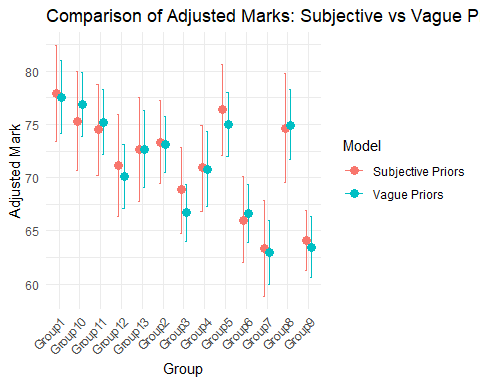 Comparison of Adjusted Marks: Subjective vs Vague P
Adjusted Mark
80
75
70
65
60
Group1
Group10
Group11
Group12
Group13
Group2
Group3
Group4
Group5
Group6
Group7
Group8
Group9
Group
Model
Subjective Priors
Vague Priors